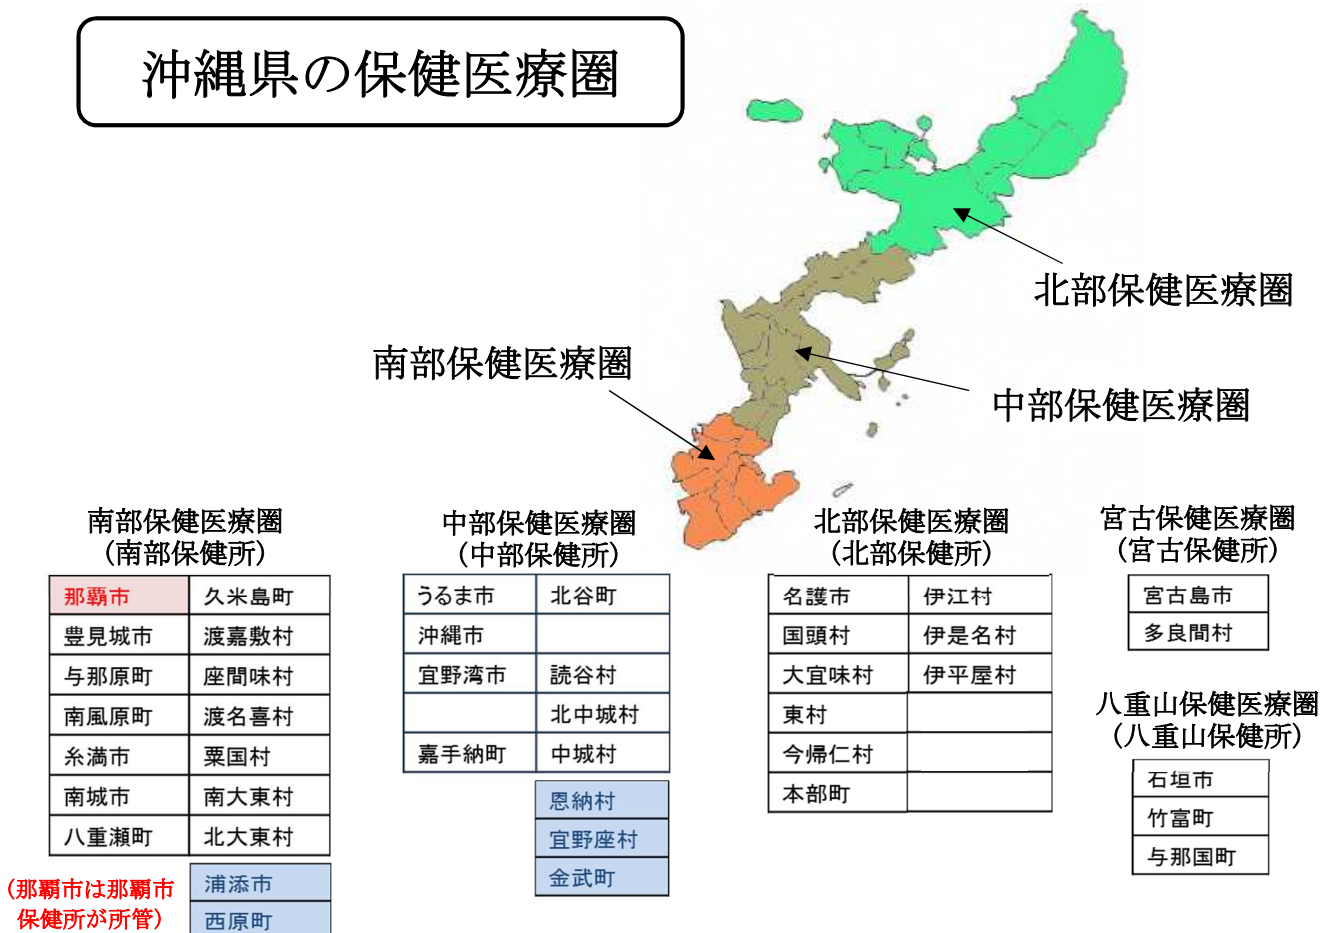 沖縄県の保健医療圏
北部保健医療圏
南部保健医療圏
中部保健医療圏
南部保健医療圏
（南部保健所）
那覇市 久米島町
豊見城市 渡嘉敷村
与那原町 座間味村
南風原町 渡名喜村
糸満市 粟国村
南城市 南大東村
八重瀬町 北大東村
浦添市
西原町
（那覇市は那覇市
保健所が所管）
中部保健医療圏
（中部保健所）
うるま市 北谷町
沖縄市
宜野湾市 読谷村
北中城村
嘉手納町 中城村
恩納村
宜野座村
金武町
北部保健医療圏
（北部保健所）
名護市 伊江村
国頭村 伊是名村
大宜味村 伊平屋村
東村
今帰仁村
本部町
宮古保健医療圏
（宮古保健所）
宮古島市
多良間村
八重山保健医療圏
（八重山保健所）
石垣市
竹富町
与那国町